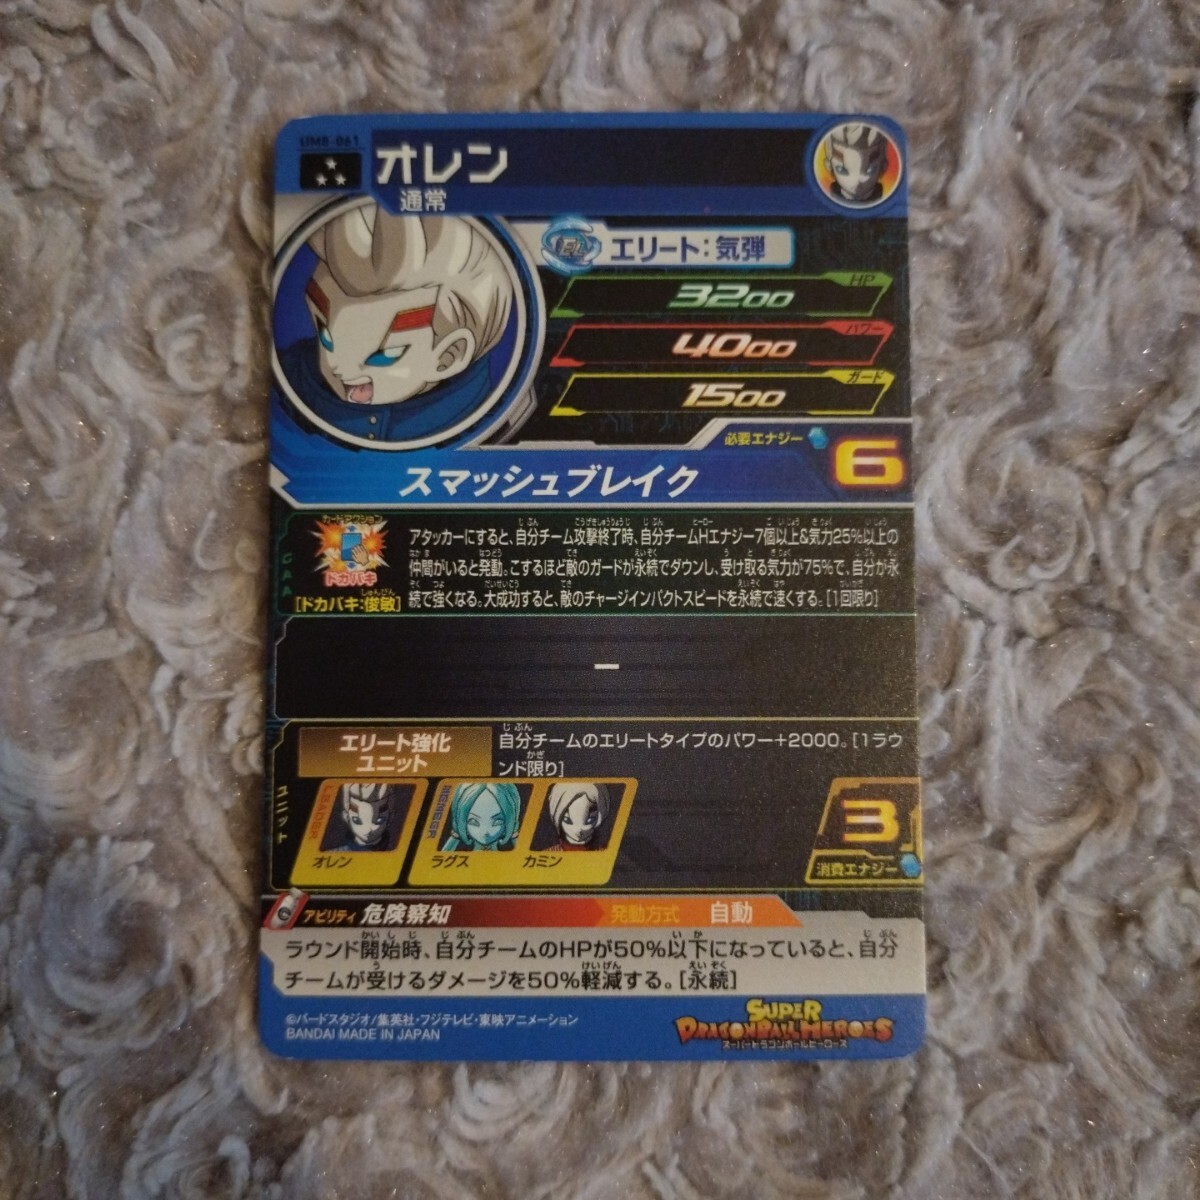 UM8-061
オレン
通常
エリート:気弾
HP
3200
パワー
4000
ガード
1500
必要エナジー
6
スマッシュブレイク
CAA
カードアクション
ドカバキ
[ドカバキ:俊敏]
アタッカーにすると、自分チーム攻撃終了時、自分チームHエナジー7個以上&気力25%以上の
仲間がいると発動。こするほど敵のガードが永続でダウンし、受け取る気力が75%で、自分が永
続で強くなる。大成功すると、敵のチャージインパクトスピードを永続で速くする。[1回限り]
ー
ユニット
エリート強化
ユニット
自分チームのエリートタイプのパワー+2000。[1ラウ
ンド限り]
LEADER
オレン
MEMBER
ラグス
カミン
3
消費エナジー
アビリティ 危険察知
発動方式 自動
ラウンド開始時、自分チームのHPが50%以下になっていると、自分
チームが受けるダメージを50%軽減する。[永続]
©バードスタジオ/集英社・フジテレビ・東映アニメーション
BANDAI MADE IN JAPAN
SUPER
DRAGONBALL HEROES
スーパードラゴンボールヒーローズ